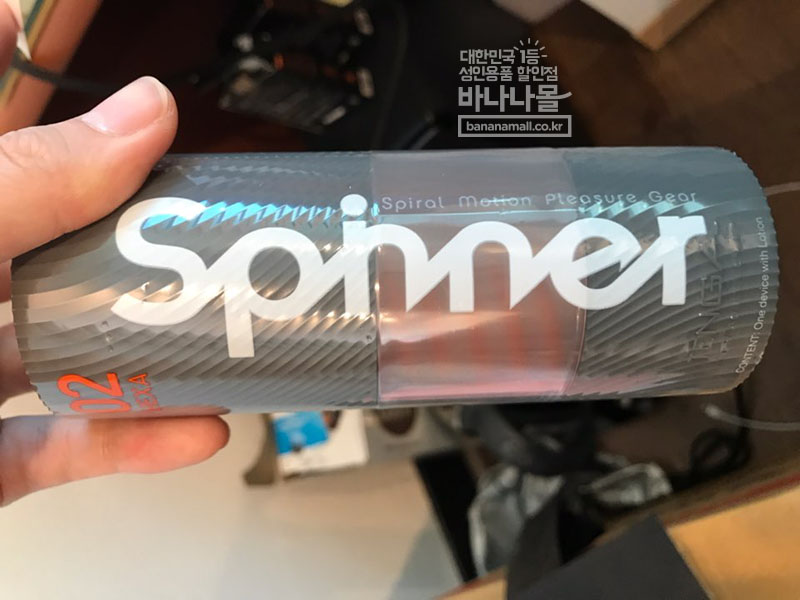 대한민국 1등
성인용품 할인점
바나나몰
bananamall.co.kr
Spiral Motion Pleasure Gear
Spinner
TENGA
CONTENT: One device with Lotion
02
HEXA